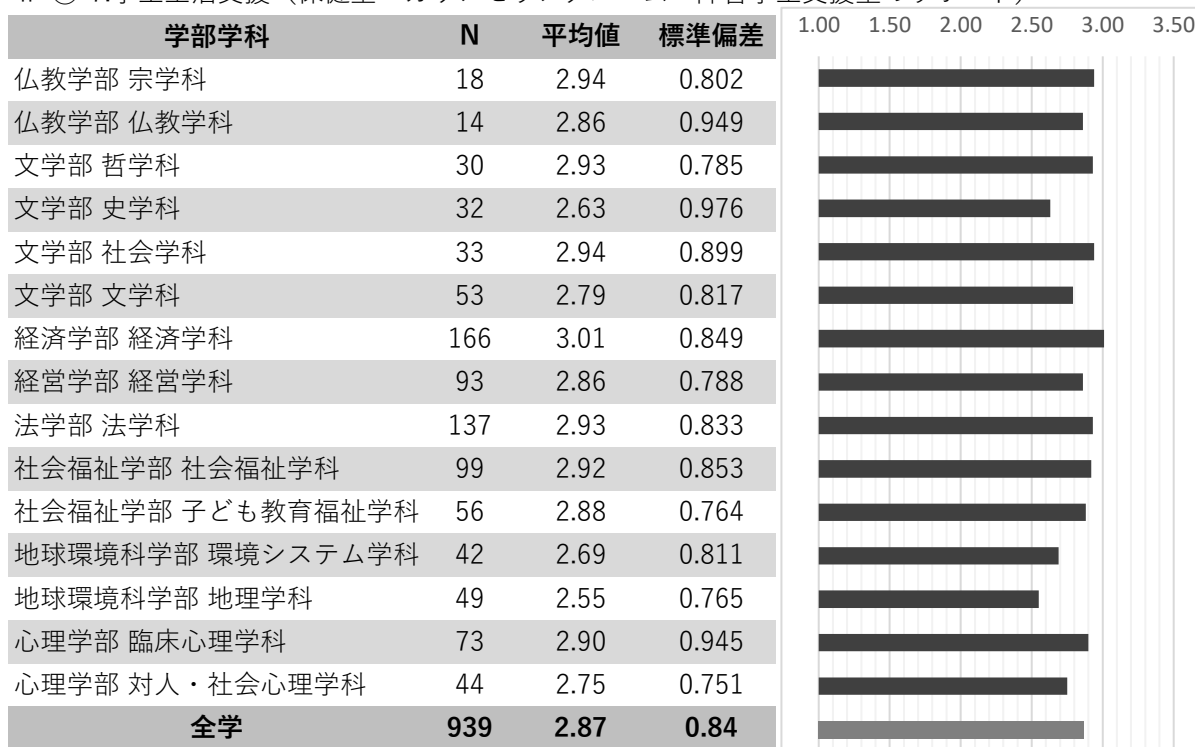 学部学科 N 平均値 標準偏差 1.00 1.50 2.00 2.50 3.00 3.50
仏教学部 宗学科 18 2.94 0.802
仏教学部 仏教学科 14 2.86 0.949
文学部 哲学科 30 2.93 0.785
文学部 史学科 32 2.63 0.976
文学部 社会学科 33 2.94 0.899
文学部 文学科 53 2.79 0.817
経済学部 経済学科 166 3.01 0.849
経営学部 経営学科 93 2.86 0.788
法学部 法学科 137 2.93 0.833
社会福祉学部 社会福祉学科 99 2.92 0.853
社会福祉学部 子ども教育福祉学科 56 2.88 0.764
地球環境科学部 環境システム学科 42 2.69 0.811
地球環境科学部 地理学科 49 2.55 0.765
心理学部 臨床心理学科 73 2.90 0.945
心理学部 対人・社会心理学科 44 2.75 0.751
全学 939 2.87 0.84